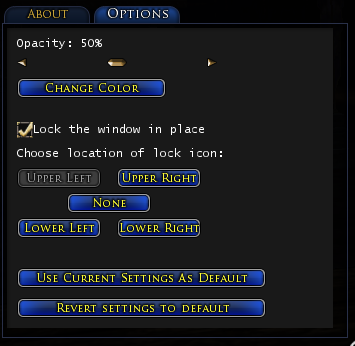 About Options
Opacity: 50%
Change Color
Lock the window in place
Choose location of lock icon:
Upper Left Upper Right
None
Lower Left Lower Right
Use Current Settings As Default
Revert settings to default